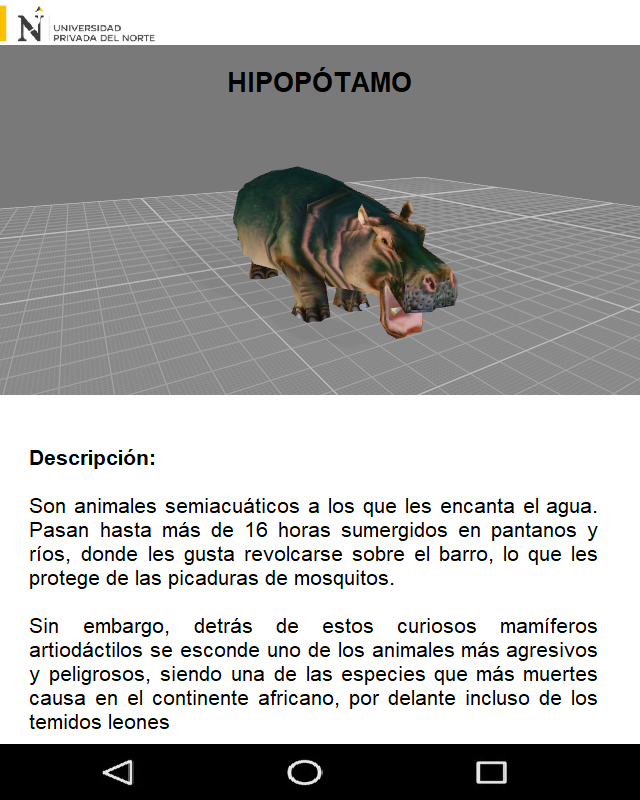 UNIVERSIDAD
PRIVADA DEL NORTE
HIPOPÓTAMO
Descripción:
Son animales semiacuáticos a los que les encanta el agua.
Pasan hasta más de 16 horas sumergidos en pantanos y
ríos, donde les gusta revolcarse sobre el barro, lo que les
protege de las picaduras de mosquitos.
Sin embargo, detrás de estos curiosos mamíferos
artiodáctilos se esconde uno de los animales más agresivos
y peligrosos, siendo una de las especies que más muertes
causa en el continente africano, por delante incluso de los
temidos leones